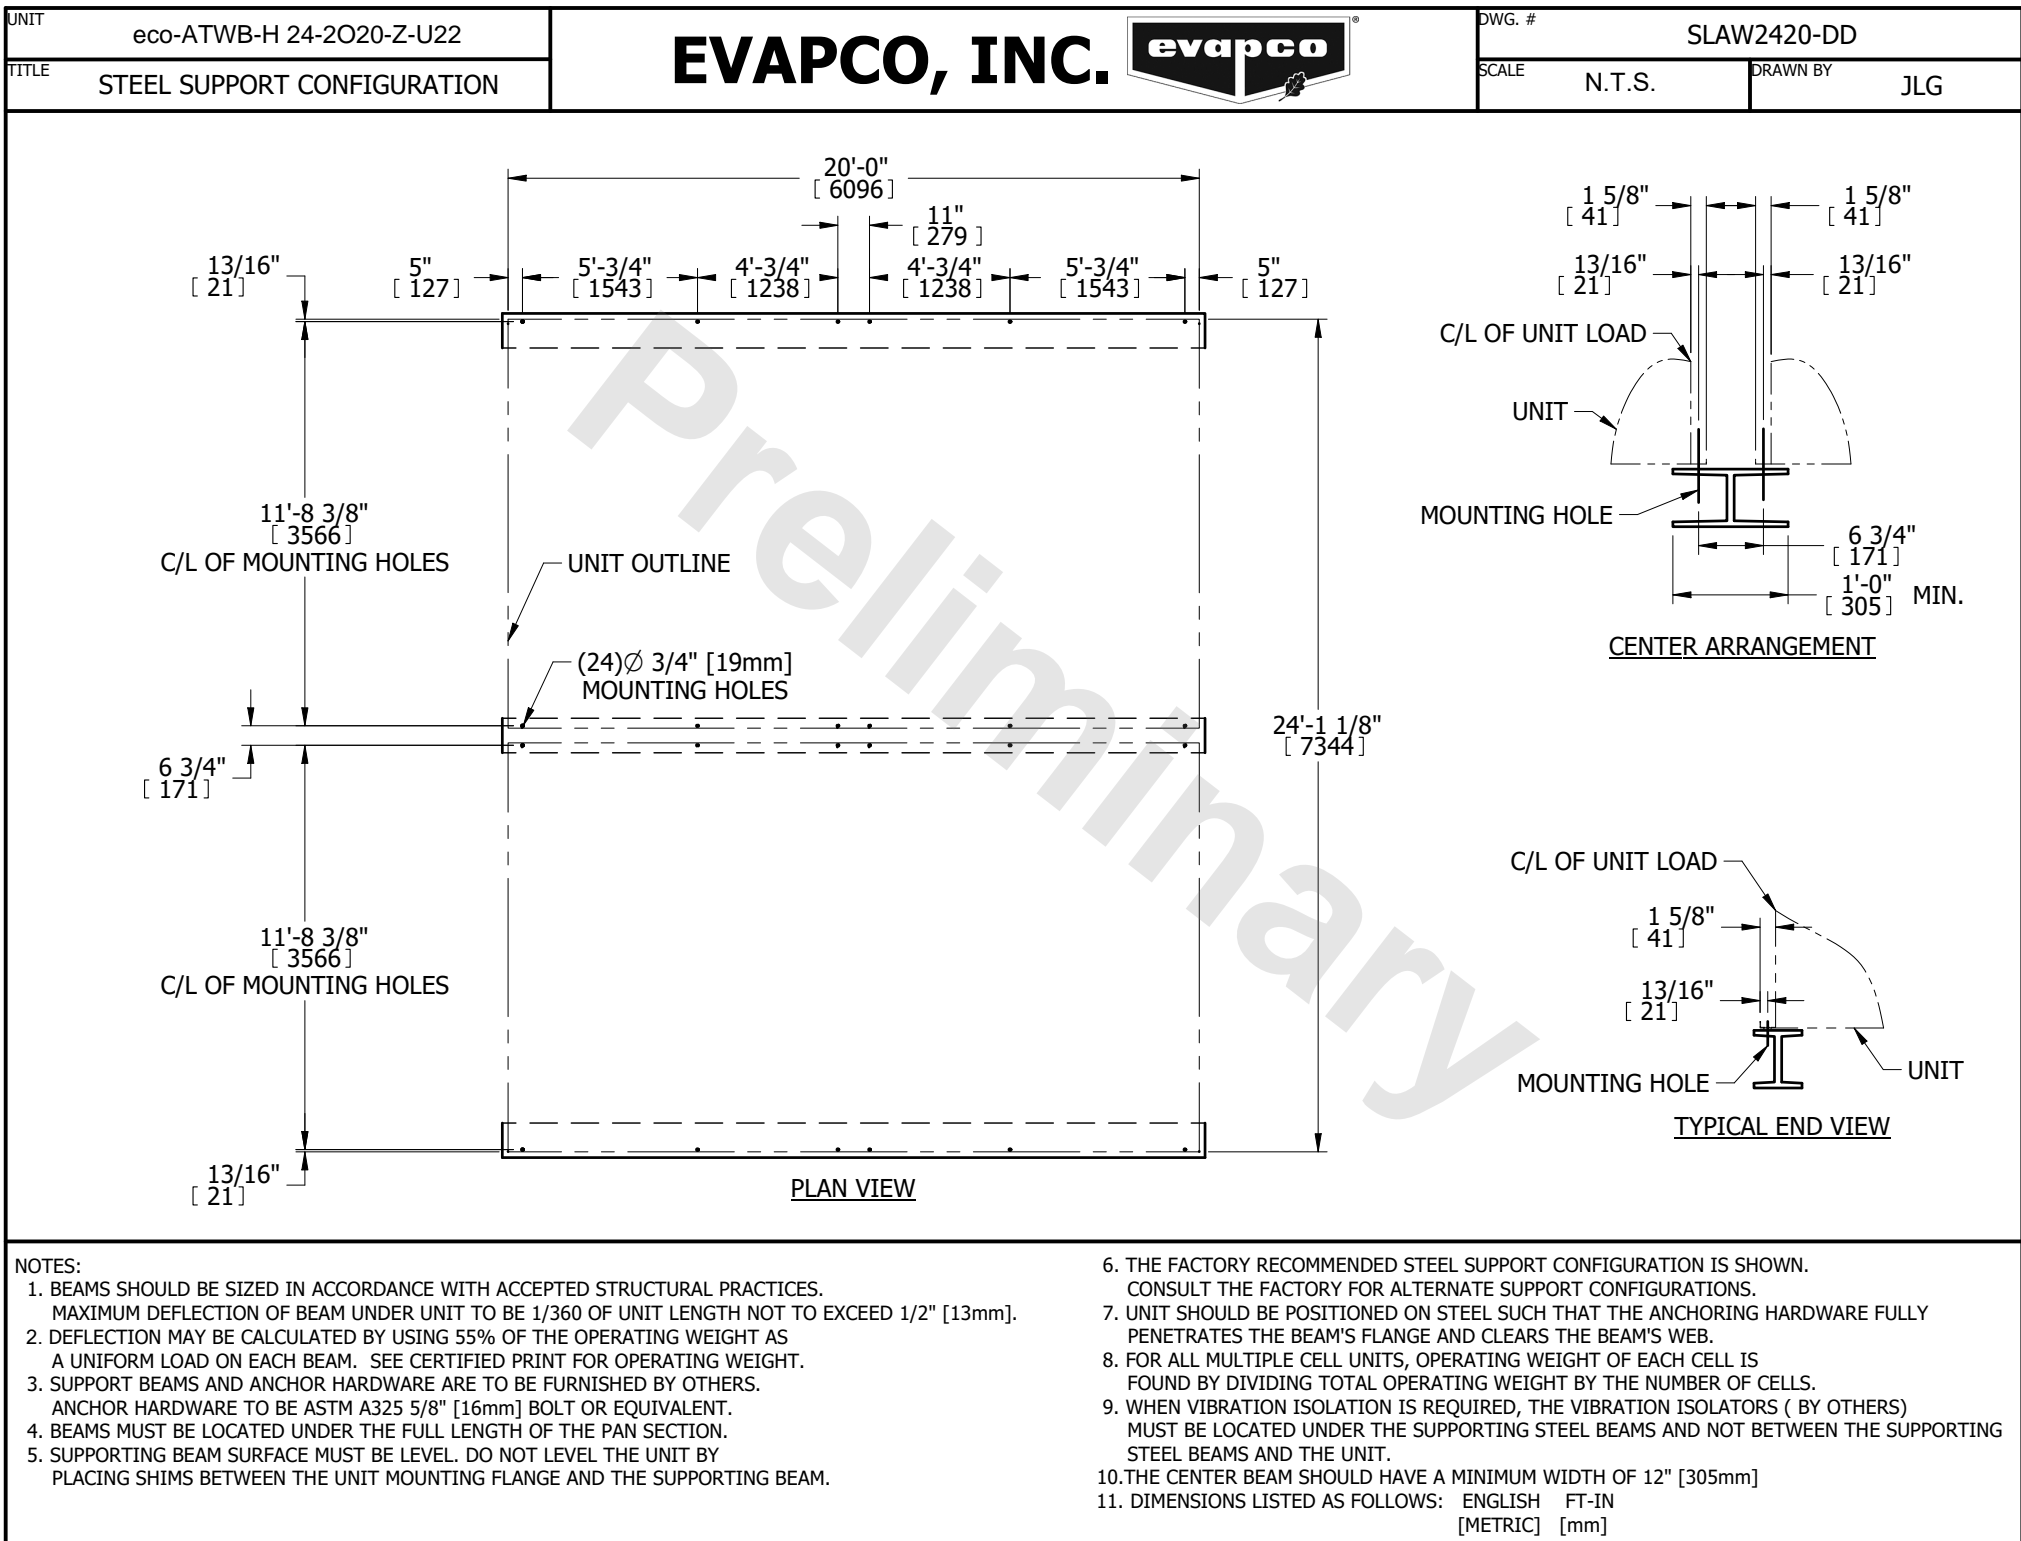 UNIT
eco-ATWB-H 24-2O20-Z-U22
TITLE
STEEL SUPPORT CONFIGURATION
EVAPCO, INC.
evapco
®
DWG. #
SLAW2420-DD
SCALE
N.T.S.
DRAWN BY
JLG
20'-0"
[ 6096 ]
11"
[ 279 ]
13/16"
[ 21 ]
5"
[ 127 ]
5'-3/4"
[ 1543 ]
4'-3/4"
[ 1238 ]
4'-3/4"
[ 1238 ]
5'-3/4"
[ 1543 ]
5"
[ 127 ]
11'-8 3/8"
[ 3566 ]
C/L OF MOUNTING HOLES
UNIT OUTLINE
(24)Ø 3/4" [19mm]
MOUNTING HOLES
6 3/4"
[ 171 ]
24'-1 1/8"
[ 7344 ]
11'-8 3/8"
[ 3566 ]
C/L OF MOUNTING HOLES
13/16"
[ 21 ]
PLAN VIEW
Preliminary
1 5/8"
[ 41 ]
1 5/8"
[ 41 ]
13/16"
[ 21 ]
13/16"
[ 21 ]
C/L OF UNIT LOAD
UNIT
MOUNTING HOLE
6 3/4"
[ 171 ]
1'-0"
[ 305 ] MIN.
CENTER ARRANGEMENT
C/L OF UNIT LOAD
1 5/8"
[ 41 ]
13/16"
[ 21 ]
MOUNTING HOLE
UNIT
TYPICAL END VIEW
NOTES:
1. BEAMS SHOULD BE SIZED IN ACCORDANCE WITH ACCEPTED STRUCTURAL PRACTICES.
MAXIMUM DEFLECTION OF BEAM UNDER UNIT TO BE 1/360 OF UNIT LENGTH NOT TO EXCEED 1/2" [13mm].
2. DEFLECTION MAY BE CALCULATED BY USING 55% OF THE OPERATING WEIGHT AS
A UNIFORM LOAD ON EACH BEAM. SEE CERTIFIED PRINT FOR OPERATING WEIGHT.
3. SUPPORT BEAMS AND ANCHOR HARDWARE ARE TO BE FURNISHED BY OTHERS.
ANCHOR HARDWARE TO BE ASTM A325 5/8" [16mm] BOLT OR EQUIVALENT.
4. BEAMS MUST BE LOCATED UNDER THE FULL LENGTH OF THE PAN SECTION.
5. SUPPORTING BEAM SURFACE MUST BE LEVEL. DO NOT LEVEL THE UNIT BY
PLACING SHIMS BETWEEN THE UNIT MOUNTING FLANGE AND THE SUPPORTING BEAM.
6. THE FACTORY RECOMMENDED STEEL SUPPORT CONFIGURATION IS SHOWN.
CONSULT THE FACTORY FOR ALTERNATE SUPPORT CONFIGURATIONS.
7. UNIT SHOULD BE POSITIONED ON STEEL SUCH THAT THE ANCHORING HARDWARE FULLY
PENETRATES THE BEAM'S FLANGE AND CLEARS THE BEAM'S WEB.
8. FOR ALL MULTIPLE CELL UNITS, OPERATING WEIGHT OF EACH CELL IS
FOUND BY DIVIDING TOTAL OPERATING WEIGHT BY THE NUMBER OF CELLS.
9. WHEN VIBRATION ISOLATION IS REQUIRED, THE VIBRATION ISOLATORS ( BY OTHERS)
MUST BE LOCATED UNDER THE SUPPORTING STEEL BEAMS AND NOT BETWEEN THE SUPPORTING
STEEL BEAMS AND THE UNIT.
10.THE CENTER BEAM SHOULD HAVE A MINIMUM WIDTH OF 12" [305mm]
11. DIMENSIONS LISTED AS FOLLOWS: ENGLISH FT-IN
[METRIC] [mm]